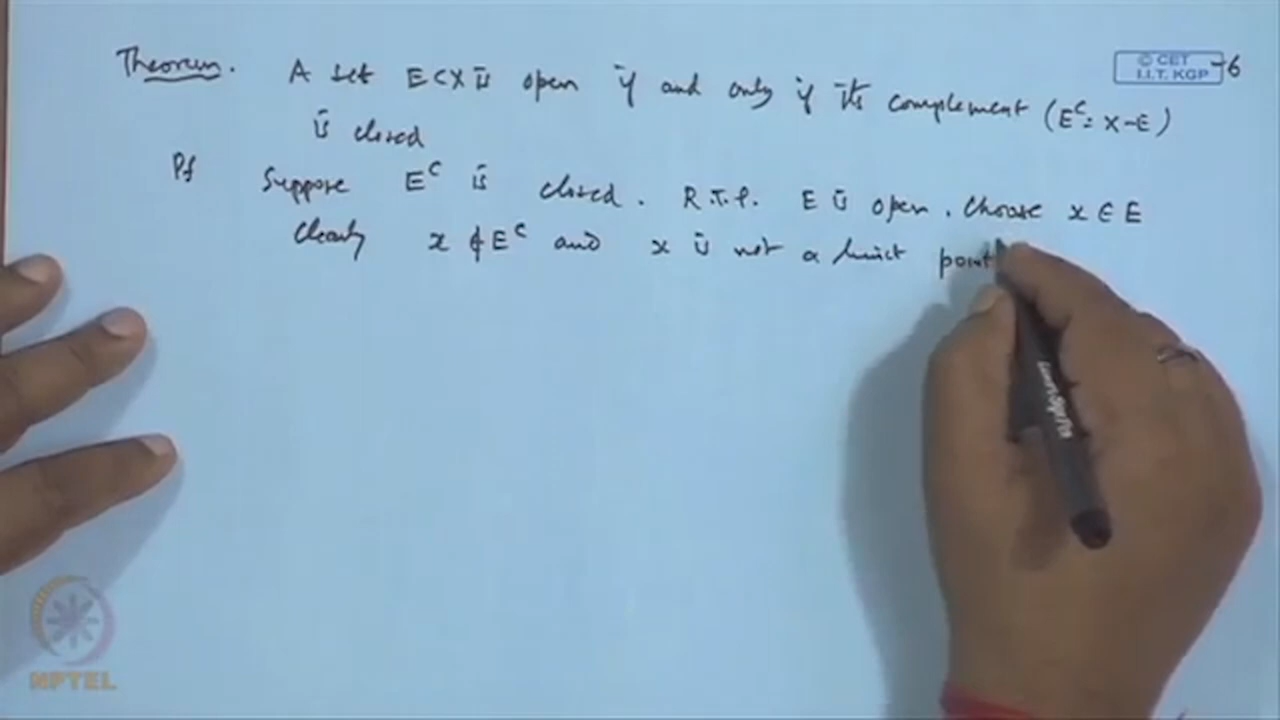 © CET
I.I.T. KGP -6
Theorem. A set E⊂X is open if and only if its complement (E^c = X-E)
is closed
Pf Suppose E^c is closed. R.T.P. E is open. Choose x ∈ E
Clearly x ∉ E^c and x is not a limit point
NPTEL